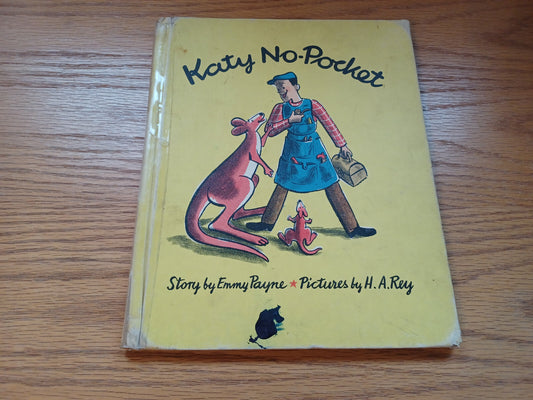 Katy No-Pocket
Story by Emmy Payne ★ Pictures by H. A. Rey